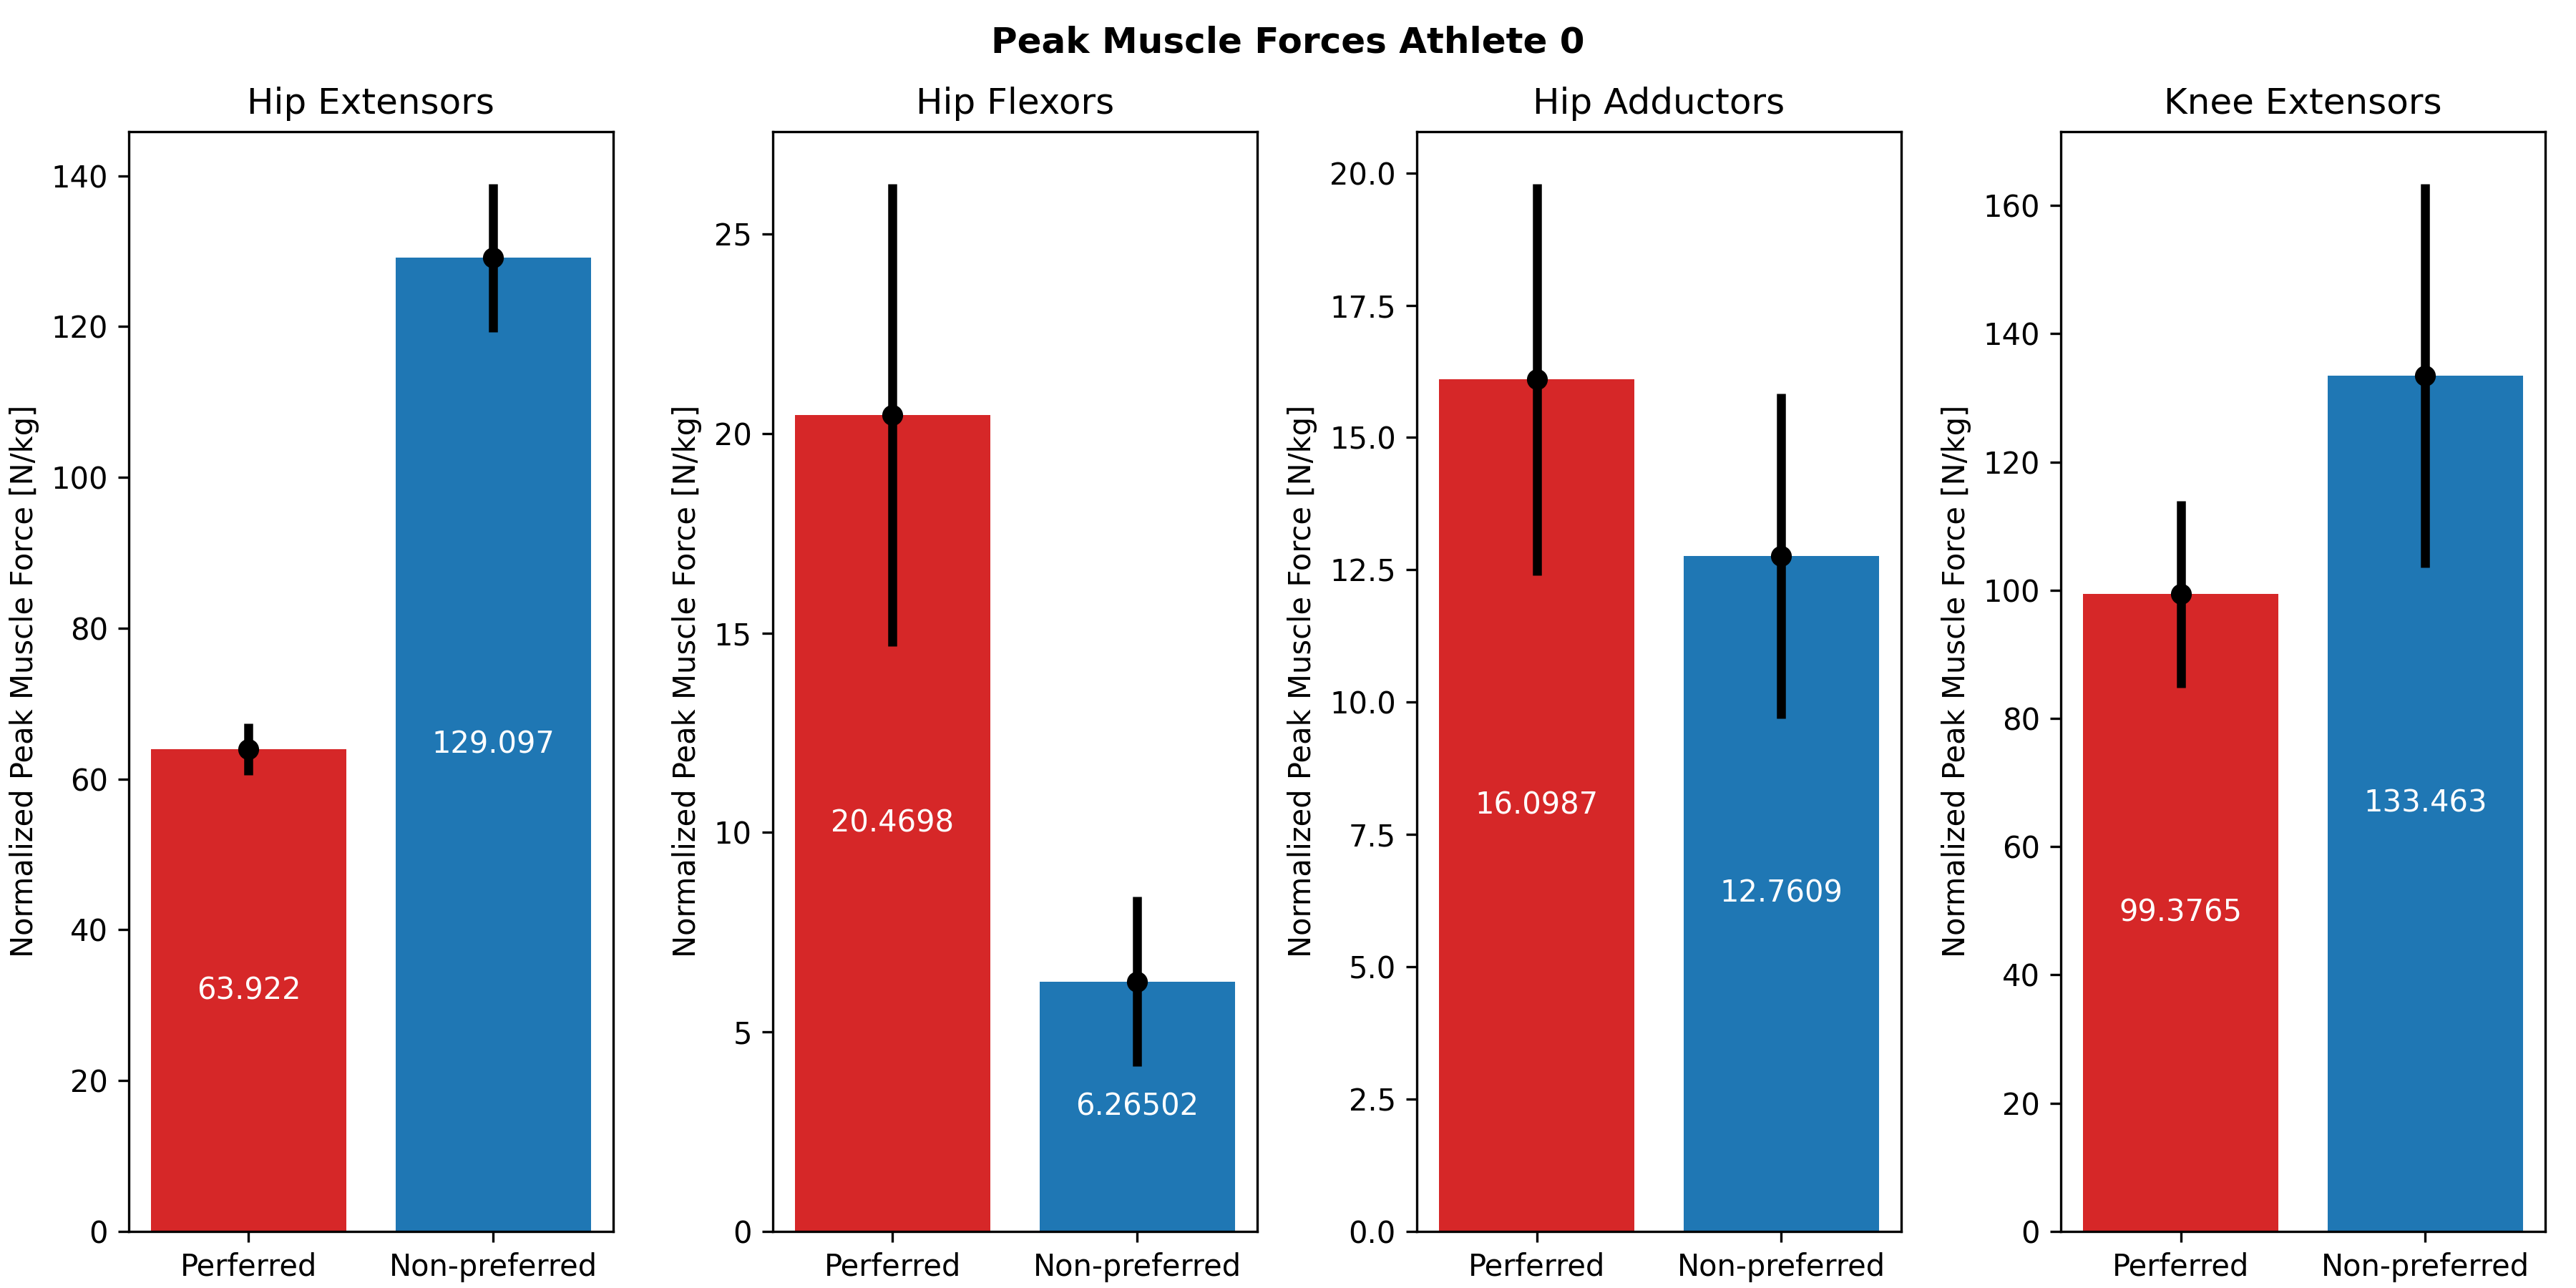 Peak Muscle Forces Athlete 0
Hip Extensors
Normalized Peak Muscle Force [N/kg]
140
120
100
80
60
40
20
0
63.922
129.097
Perferred
Non-preferred
Hip Flexors
Normalized Peak Muscle Force [N/kg]
25
20
15
10
5
0
20.4698
6.26502
Perferred
Non-preferred
Hip Adductors
Normalized Peak Muscle Force [N/kg]
20.0
17.5
15.0
12.5
10.0
7.5
5.0
2.5
0.0
16.0987
12.7609
Perferred
Non-preferred
Knee Extensors
Normalized Peak Muscle Force [N/kg]
160
140
120
100
80
60
40
20
0
99.3765
133.463
Perferred
Non-preferred